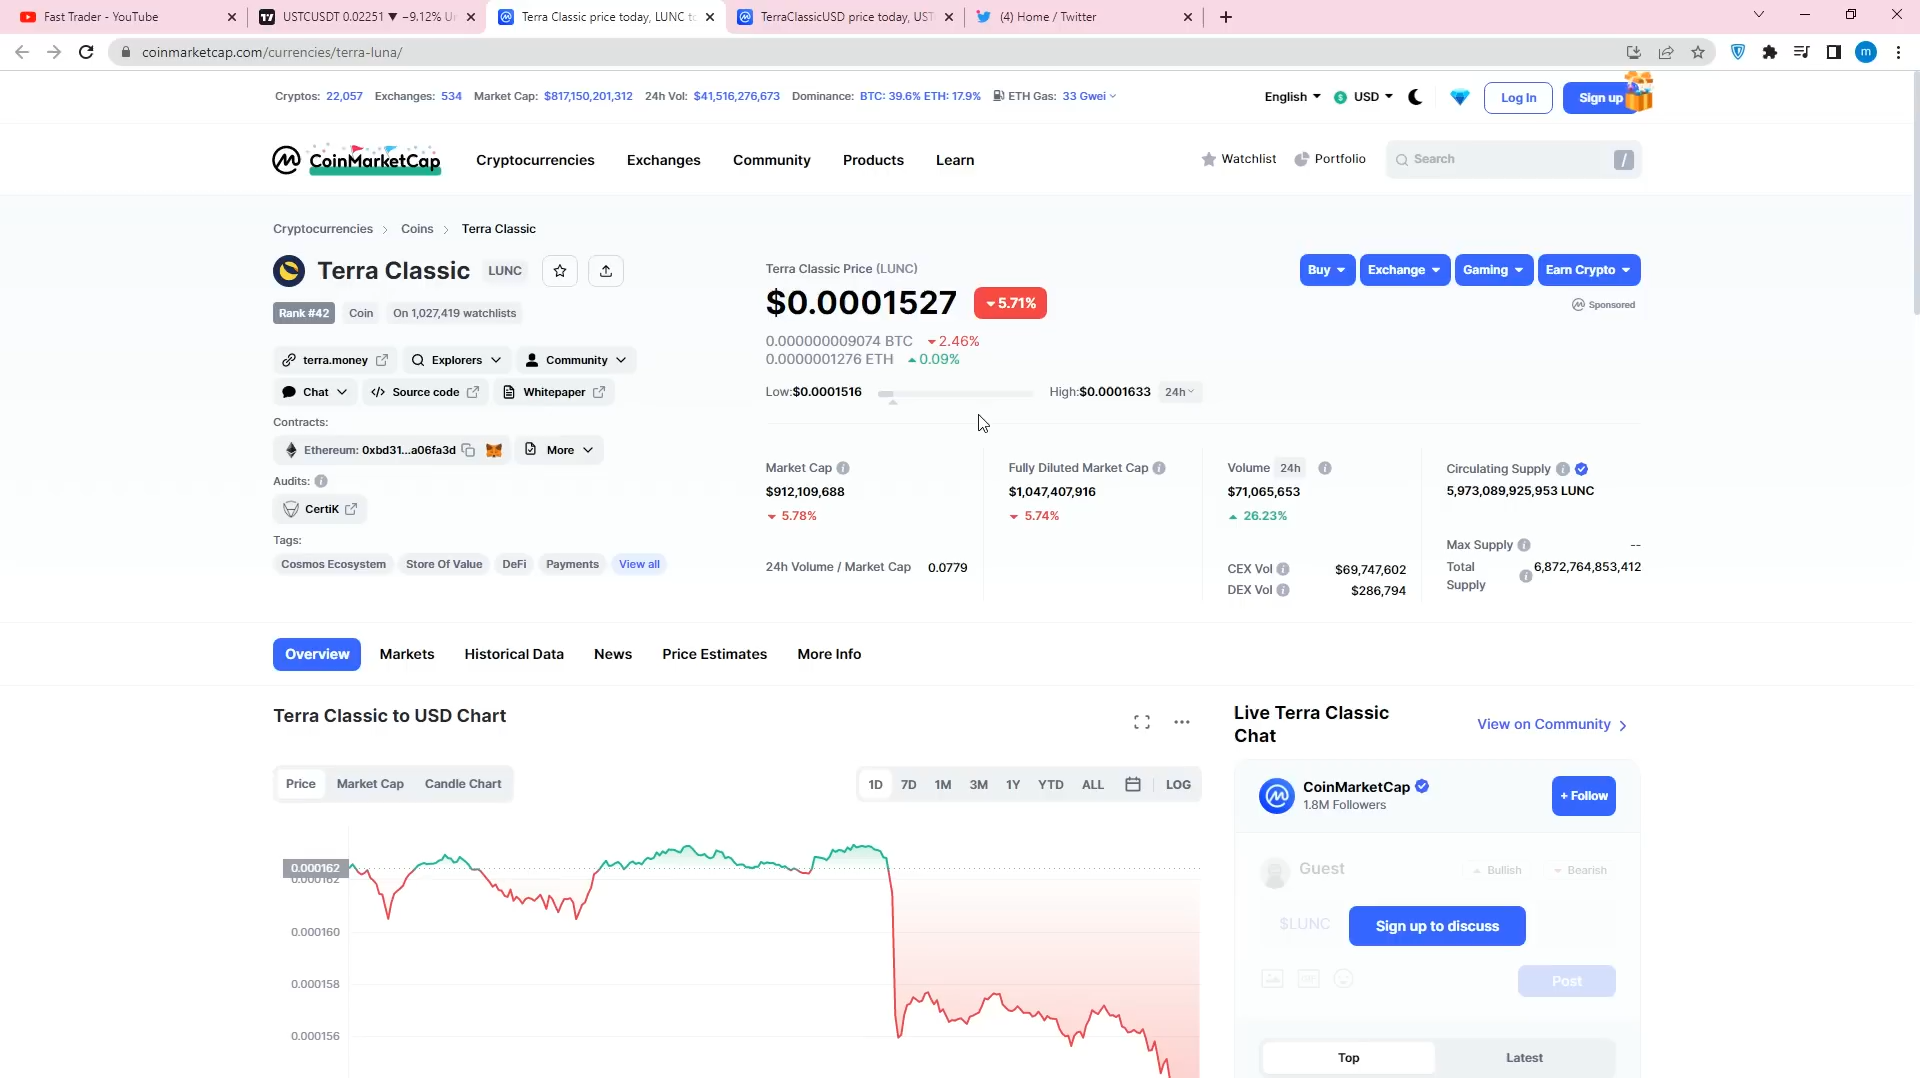 Fast Trader - YouTube
USTCUSDT 0.02251 ▼ −9.12% Un
Terra Classic price today, LUNC to
TerraClassicUSD price today, UST
(4) Home / Twitter
coinmarketcap.com/currencies/terra-luna/
m
Cryptos: 22,057 Exchanges: 534 Market Cap: $817,150,201,312 24h Vol: $41,516,276,673 Dominance: BTC: 39.6% ETH: 17.9% ETH Gas: 33 Gwei
English USD Log In Sign up
CoinMarketCap
Cryptocurrencies Exchanges Community Products Learn
Watchlist Portfolio Search /
Cryptocurrencies Coins Terra Classic
Terra Classic LUNC
Rank #42 Coin On 1,027,419 watchlists
terra.money Explorers Community
Chat Source code Whitepaper
Contracts:
Ethereum: 0xbd31...a06fa3d More
Audits:
CertiK
Tags:
Cosmos Ecosystem Store Of Value DeFi Payments View all
Terra Classic Price (LUNC)
$0.0001527 5.71%
0.000000009074 BTC 2.46%
0.0000001276 ETH 0.09%
Low:$0.0001516 High:$0.0001633 24h
Buy Exchange Gaming Earn Crypto
Sponsored
Market Cap
$912,109,688
5.78%
24h Volume / Market Cap 0.0779
Fully Diluted Market Cap
$1,047,407,916
5.74%
Volume 24h
$71,065,653
26.23%
CEX Vol $69,747,602
DEX Vol $286,794
Circulating Supply
5,973,089,925,953 LUNC
Max Supply --
Total Supply 6,872,764,853,412
Overview Markets Historical Data News Price Estimates More Info
Terra Classic to USD Chart
Price Market Cap Candle Chart
1D 7D 1M 3M 1Y YTD ALL LOG
0.000162
0.000162
0.000160
0.000158
0.000156
Live Terra Classic
Chat
View on Community
CoinMarketCap
1.8M Followers
+ Follow
Guest Bullish Bearish
$LUNC Sign up to discuss
Post
Top Latest